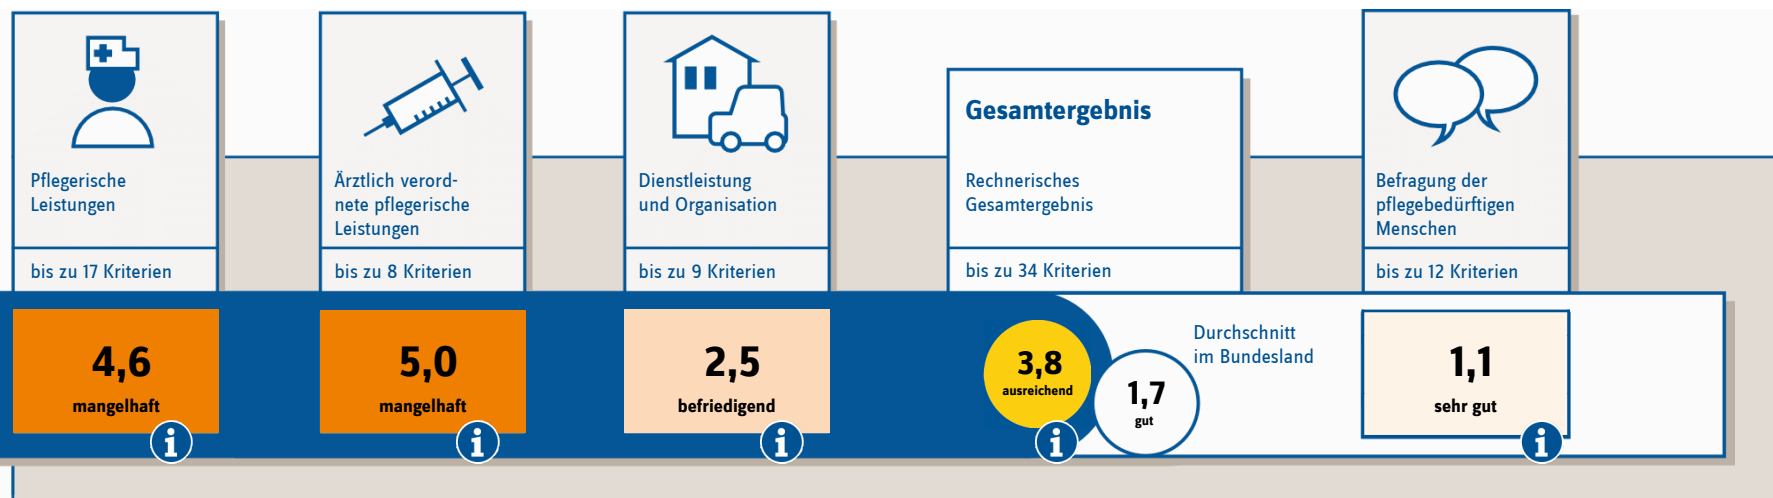 Pflegerische
Leistungen
bis zu 17 Kriterien
4,6
mangelhaft
i
Ärztlich verord-
nete pflegerische
Leistungen
bis zu 8 Kriterien
5,0
mangelhaft
i
Dienstleistung
und Organisation
bis zu 9 Kriterien
2,5
befriedigend
i
Gesamtergebnis
Rechnerisches
Gesamtergebnis
bis zu 34 Kriterien
3,8
ausreichend
i
1,7
gut
Durchschnitt
im Bundesland
Befragung der
pflegebedürftigen
Menschen
bis zu 12 Kriterien
1,1
sehr gut
i